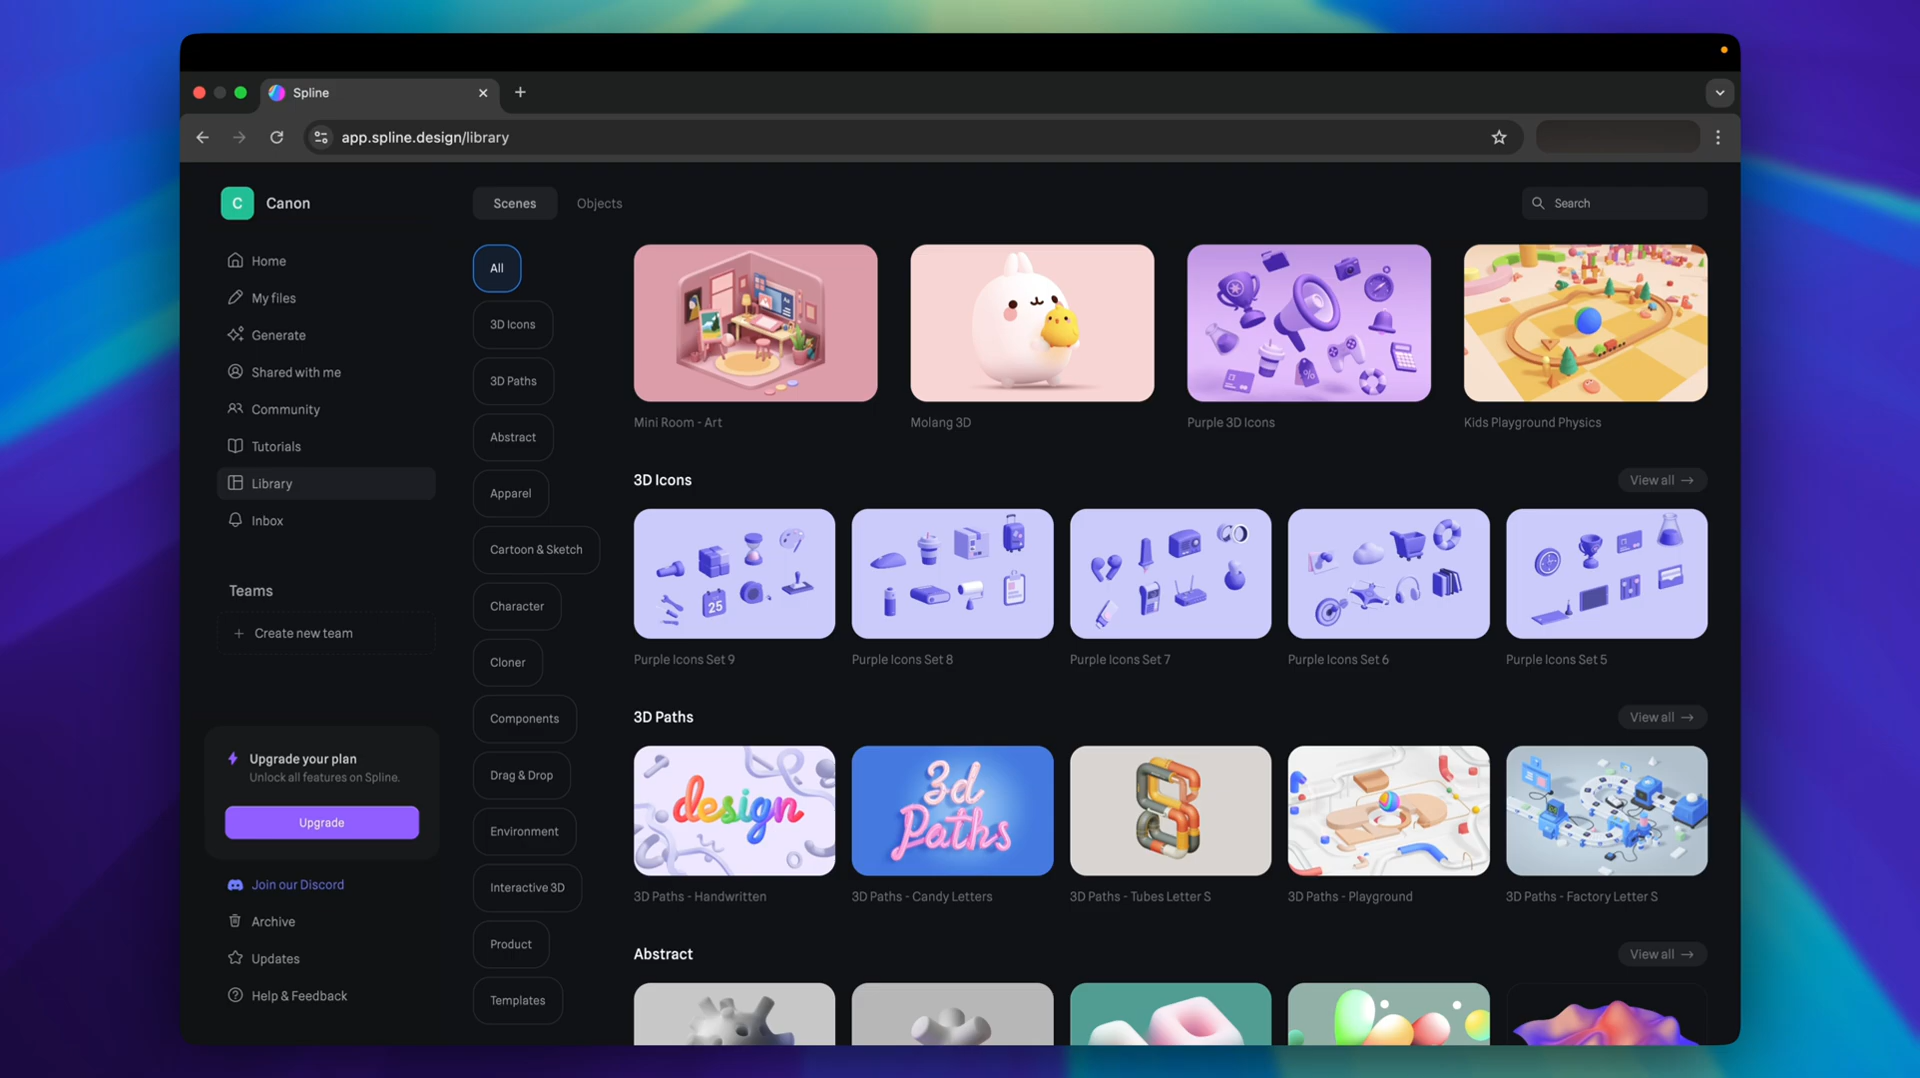 Spline
app.spline.design/library
C
Canon
Scenes
Objects
Search
Home
My files
Generate
Shared with me
Community
Tutorials
Library
Inbox
Teams
Create new team
Upgrade your plan
Unlock all features on Spline.
Upgrade
Join our Discord
Archive
Updates
Help & Feedback
All
3D Icons
3D Paths
Abstract
Apparel
Cartoon & Sketch
Character
Cloner
Components
Drag & Drop
Environment
Interactive 3D
Product
Templates
Aa
%
Mini Room - Art
Molang 3D
Purple 3D Icons
Kids Playground Physics
3D Icons
View all
25
Purple Icons Set 9
Purple Icons Set 8
Purple Icons Set 7
Purple Icons Set 6
Purple Icons Set 5
3D Paths
View all
design
3d
Paths
3D Paths - Handwritten
3D Paths - Candy Letters
3D Paths - Tubes Letter S
3D Paths - Playground
3D Paths - Factory Letter S
Abstract
View all